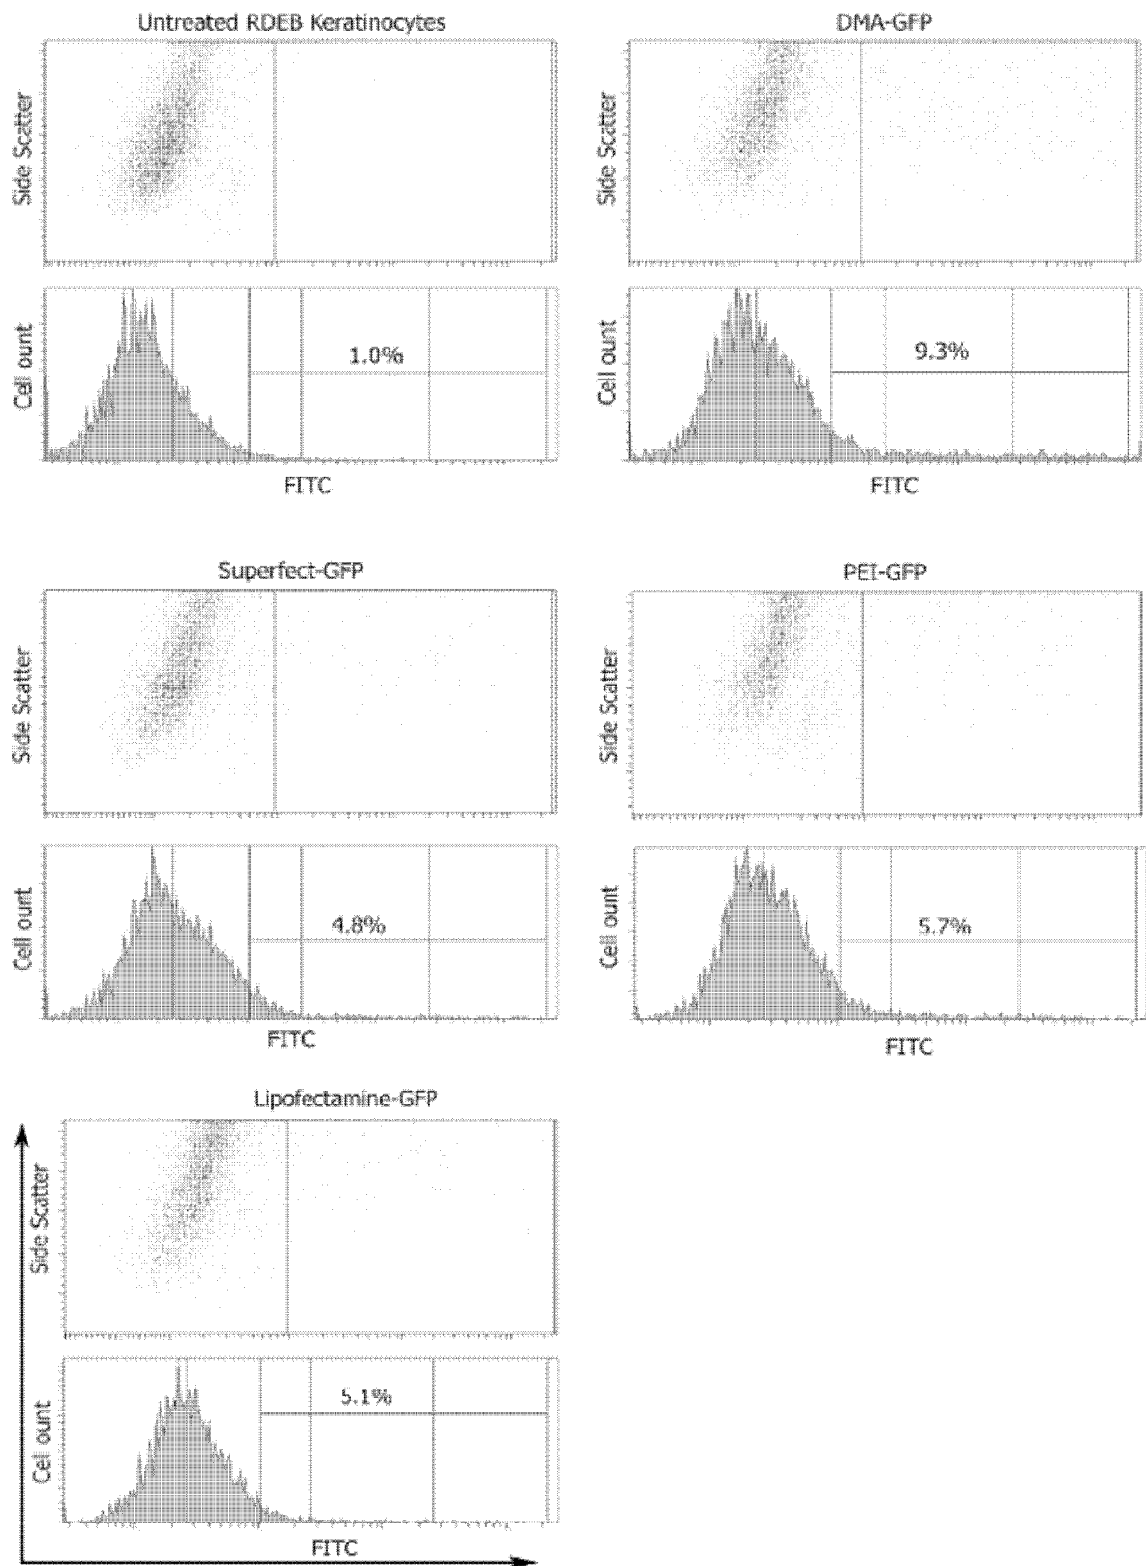 Untreated RDEB Keratinocytes
Side Scatter
1.0%
Cell ount
FITC
DMA-GFP
Side Scatter
9.3%
Cell ount
FITC
Superfect-GFP
Side Scatter
4.8%
Cell ount
FITC
PEI-GFP
Side Scatter
5.7%
Cell ount
FITC
Lipofectamine-GFP
Side Scatter
5.1%
Cell ount
FITC